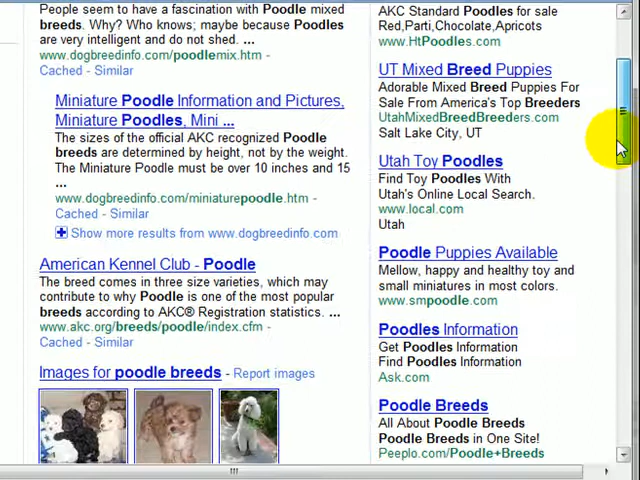 People seem to have a fascination with Poodle mixed
breeds. Why? Who knows; maybe because Poodles
are very intelligent and do not shed. ...
www.dogbreedinfo.com/poodlemix.htm -
Cached - Similar
Miniature Poodle Information and Pictures,
Miniature Poodles, Mini ...
The sizes of the official AKC recognized Poodle
breeds are determined by height, not by the weight.
The Miniature Poodle must be over 10 inches and 15
...
www.dogbreedinfo.com/miniaturepoodle.htm -
Cached - Similar
Show more results from www.dogbreedinfo.com
American Kennel Club - Poodle
The breed comes in three size varieties, which may
contribute to why Poodle is one of the most popular
breeds according to AKC® Registration statistics. ...
www.akc.org/breeds/poodle/index.cfm -
Cached - Similar
Images for poodle breeds - Report images
AKC Standard Poodles for sale
Red,Parti,Chocolate,Apricots
www.HtPoodles.com
UT Mixed Breed Puppies
Adorable Mixed Breed Puppies For
Sale From America's Top Breeders
UtahMixedBreedBreeders.com
Salt Lake City, UT
Utah Toy Poodles
Find Toy Poodles With
Utah's Online Local Search.
www.local.com
Utah
Poodle Puppies Available
Mellow, happy and healthy toy and
small miniatures in most colors.
www.smpoodle.com
Poodles Information
Get Poodles Information
Find Poodles Information
Ask.com
Poodle Breeds
All About Poodle Breeds
Poodle Breeds in One Site!
Peeplo.com/Poodle+Breeds